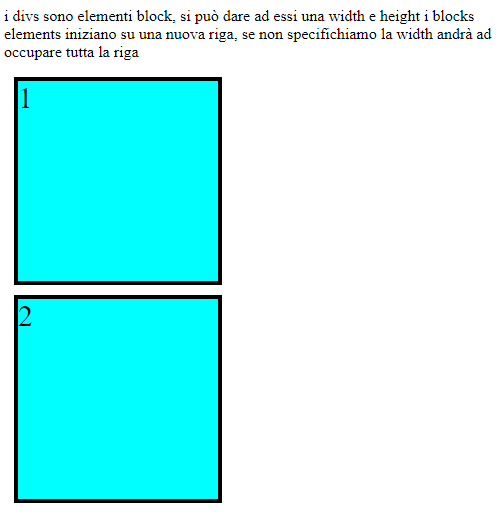 i divs sono elementi block, si può dare ad essi una width e height i blocks
elements iniziano su una nuova riga, se non specifichiamo la width andrà ad
occupare tutta la riga
1
2